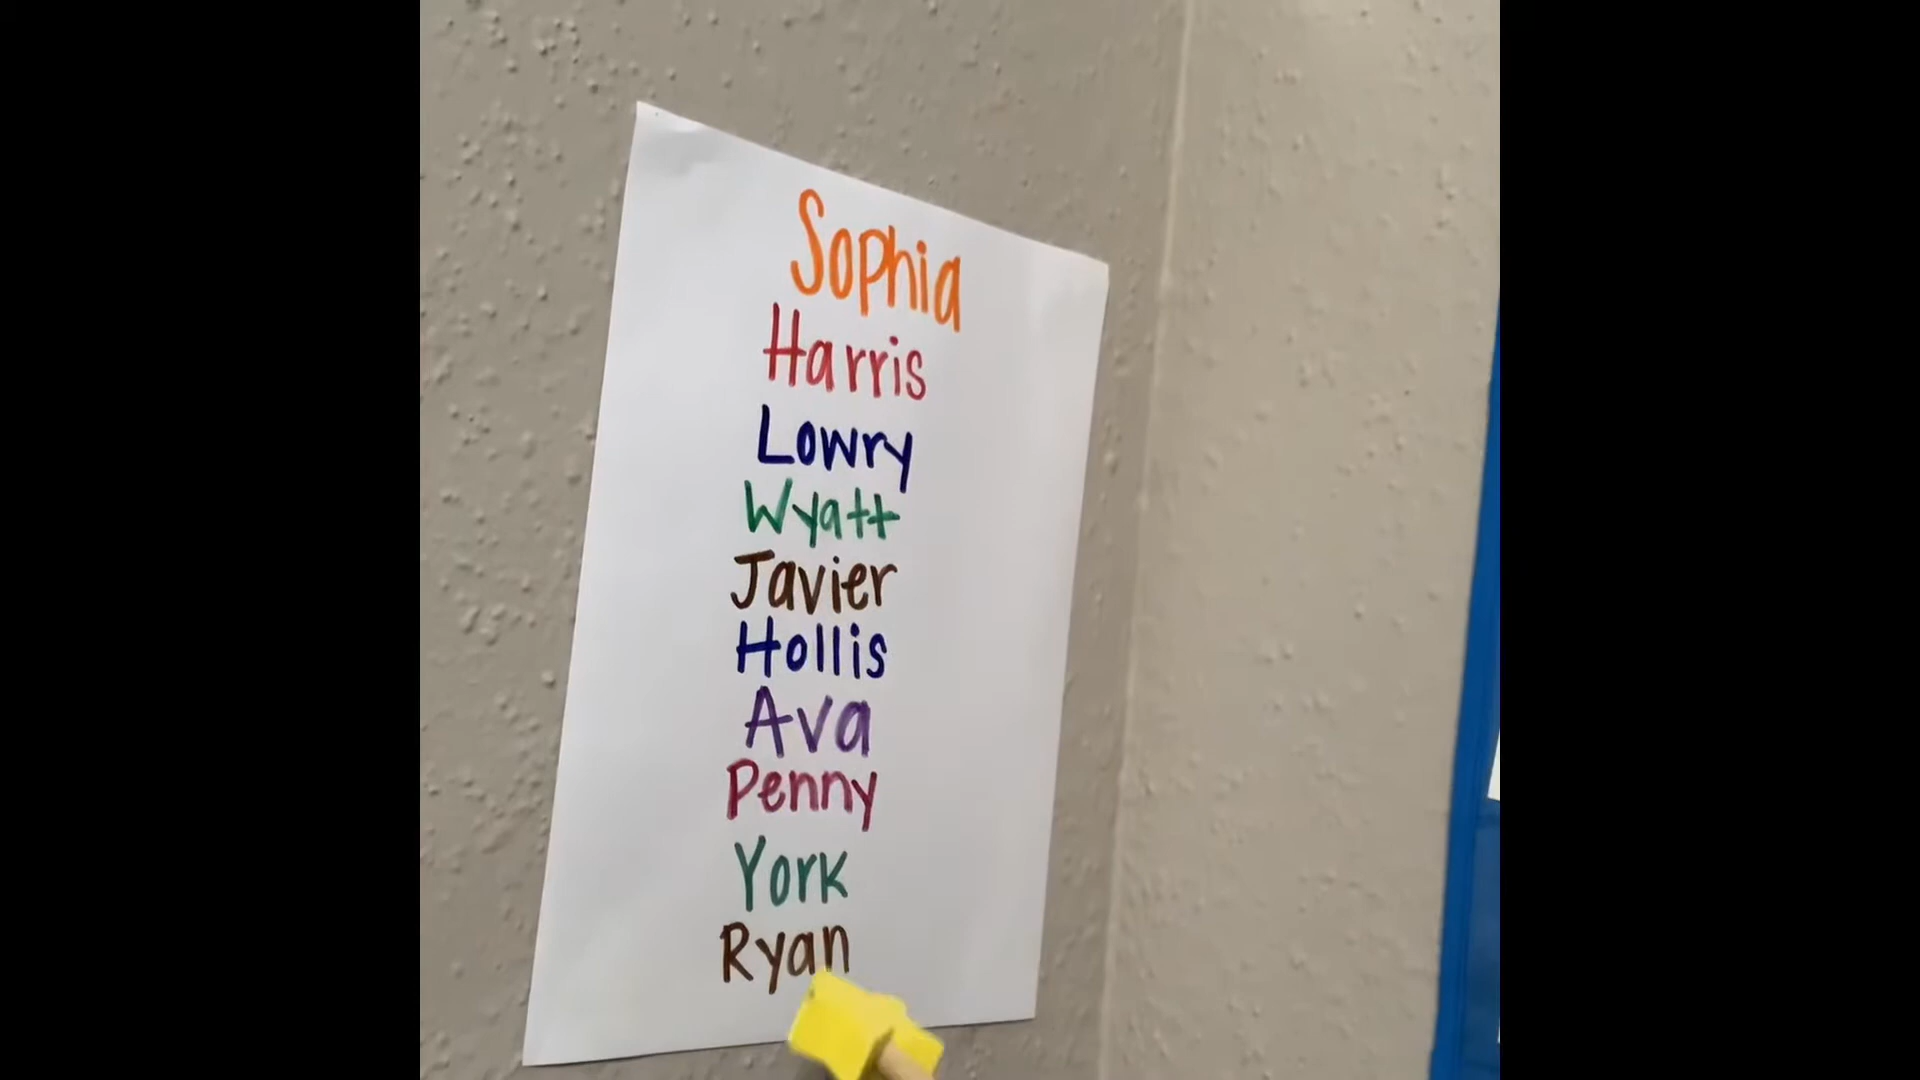 Sophia
Harris
Lowry
Wyatt
Javier
Hollis
Ava
Penny
York
Ryan